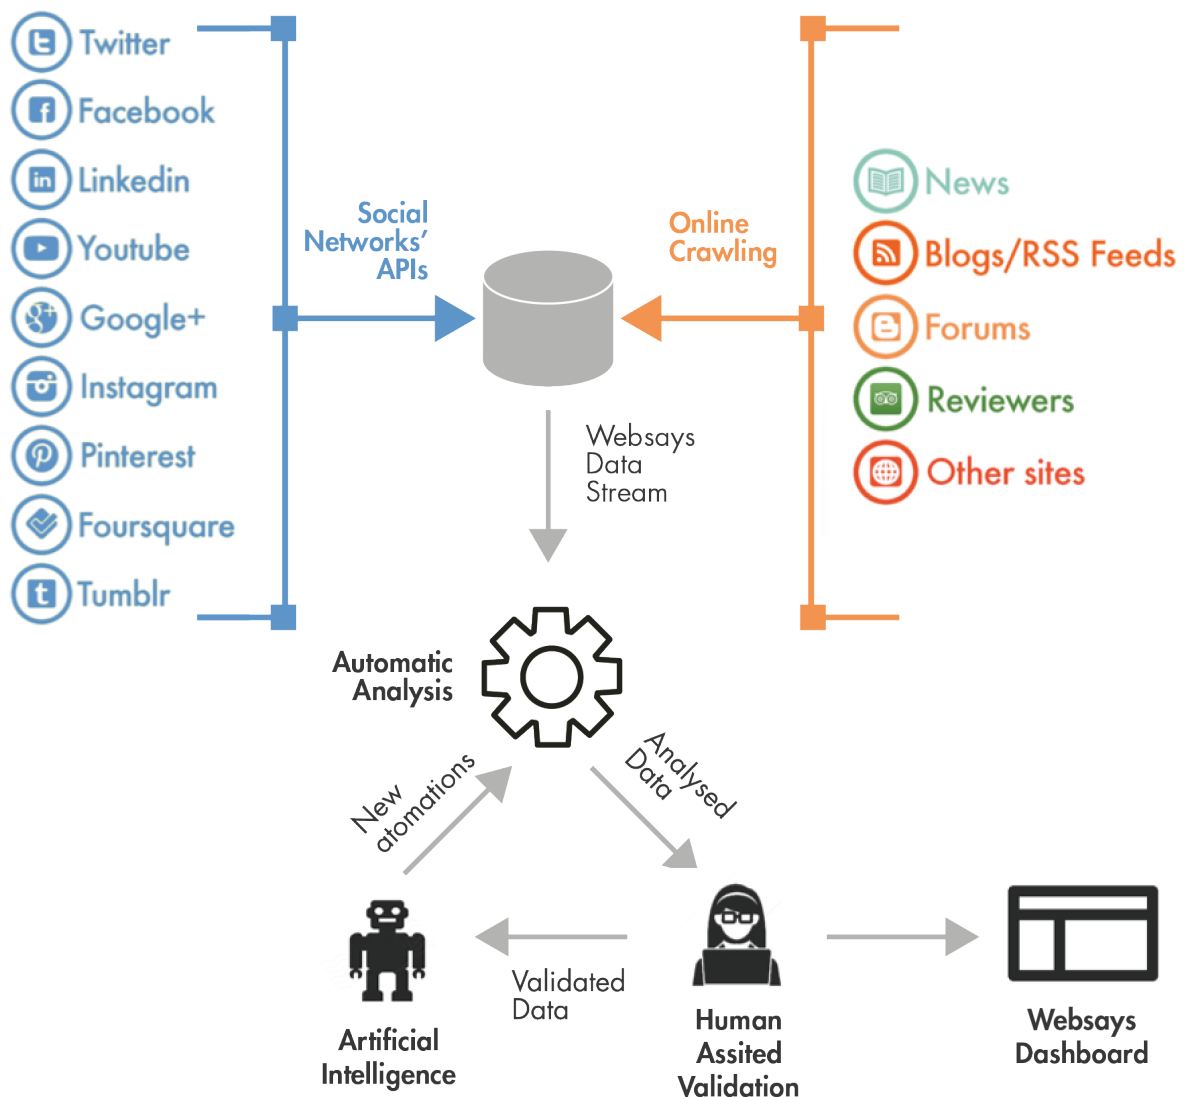 Twitter
Facebook
Linkedin
Youtube
Google+
Instagram
Pinterest
Foursquare
Tumblr
Social
Networks'
APIs
Online
Crawling
News
Blogs/RSS Feeds
Forums
Reviewers
Other sites
Websays
Data
Stream
Automatic
Analysis
New
atomations
Analysed
Data
Validated
Data
Artificial
Intelligence
Human
Assited
Validation
Websays
Dashboard